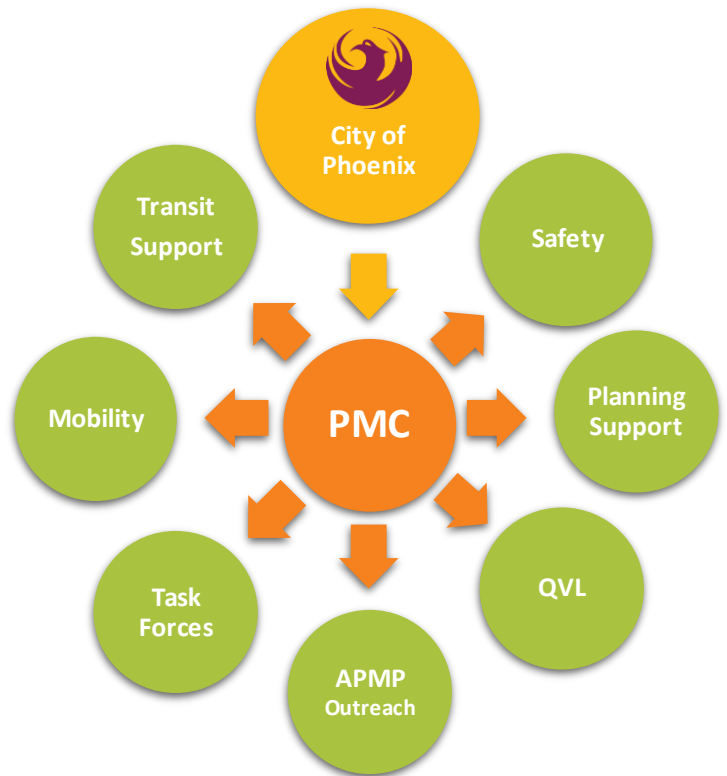 City of
Phoenix
Transit
Support
Safety
Mobility
PMC
Planning
Support
Task
Forces
QVL
APMP
Outreach